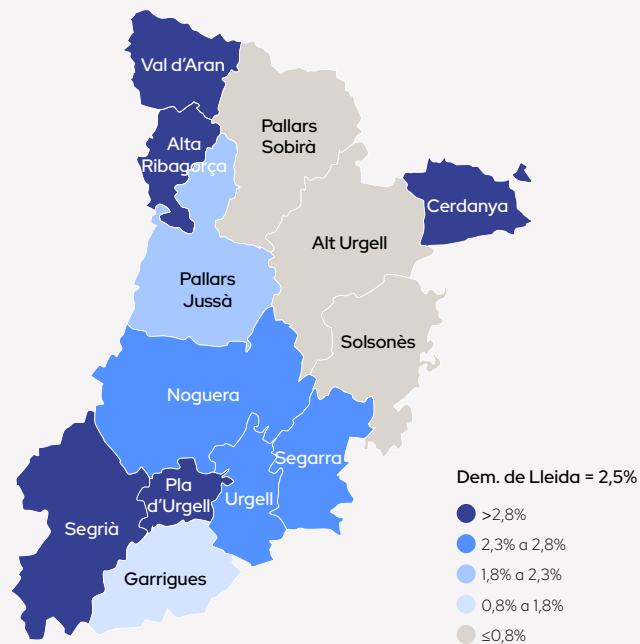 Val d'Aran
Pallars
Sobirà
Alta
Ribagorça
Cerdanya
Alt Urgell
Pallars
Jussà
Solsonès
Noguera
Segarra
Pla
d'Urgell
Urgell
Segrià
Garrigues
Dem. de Lleida = 2,5%
>2,8%
2,3% a 2,8%
1,8% a 2,3%
0,8% a 1,8%
≤0,8%